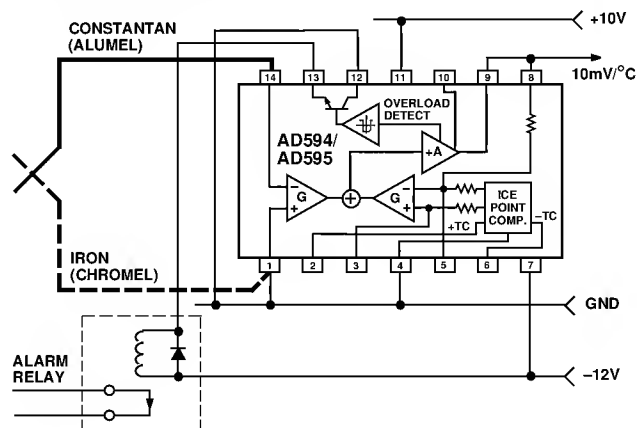 CONSTANTAN
(ALUMEL)
+10V
10mV/°C
14
13
12
11
10
9
8
OVERLOAD
DETECT
AD594/
AD595
+A
–
+
G
–
+
G
ICE
POINT
COMP.
+TC
–TC
IRON
(CHROMEL)
1
2
3
4
5
6
7
GND
ALARM
RELAY
–12V